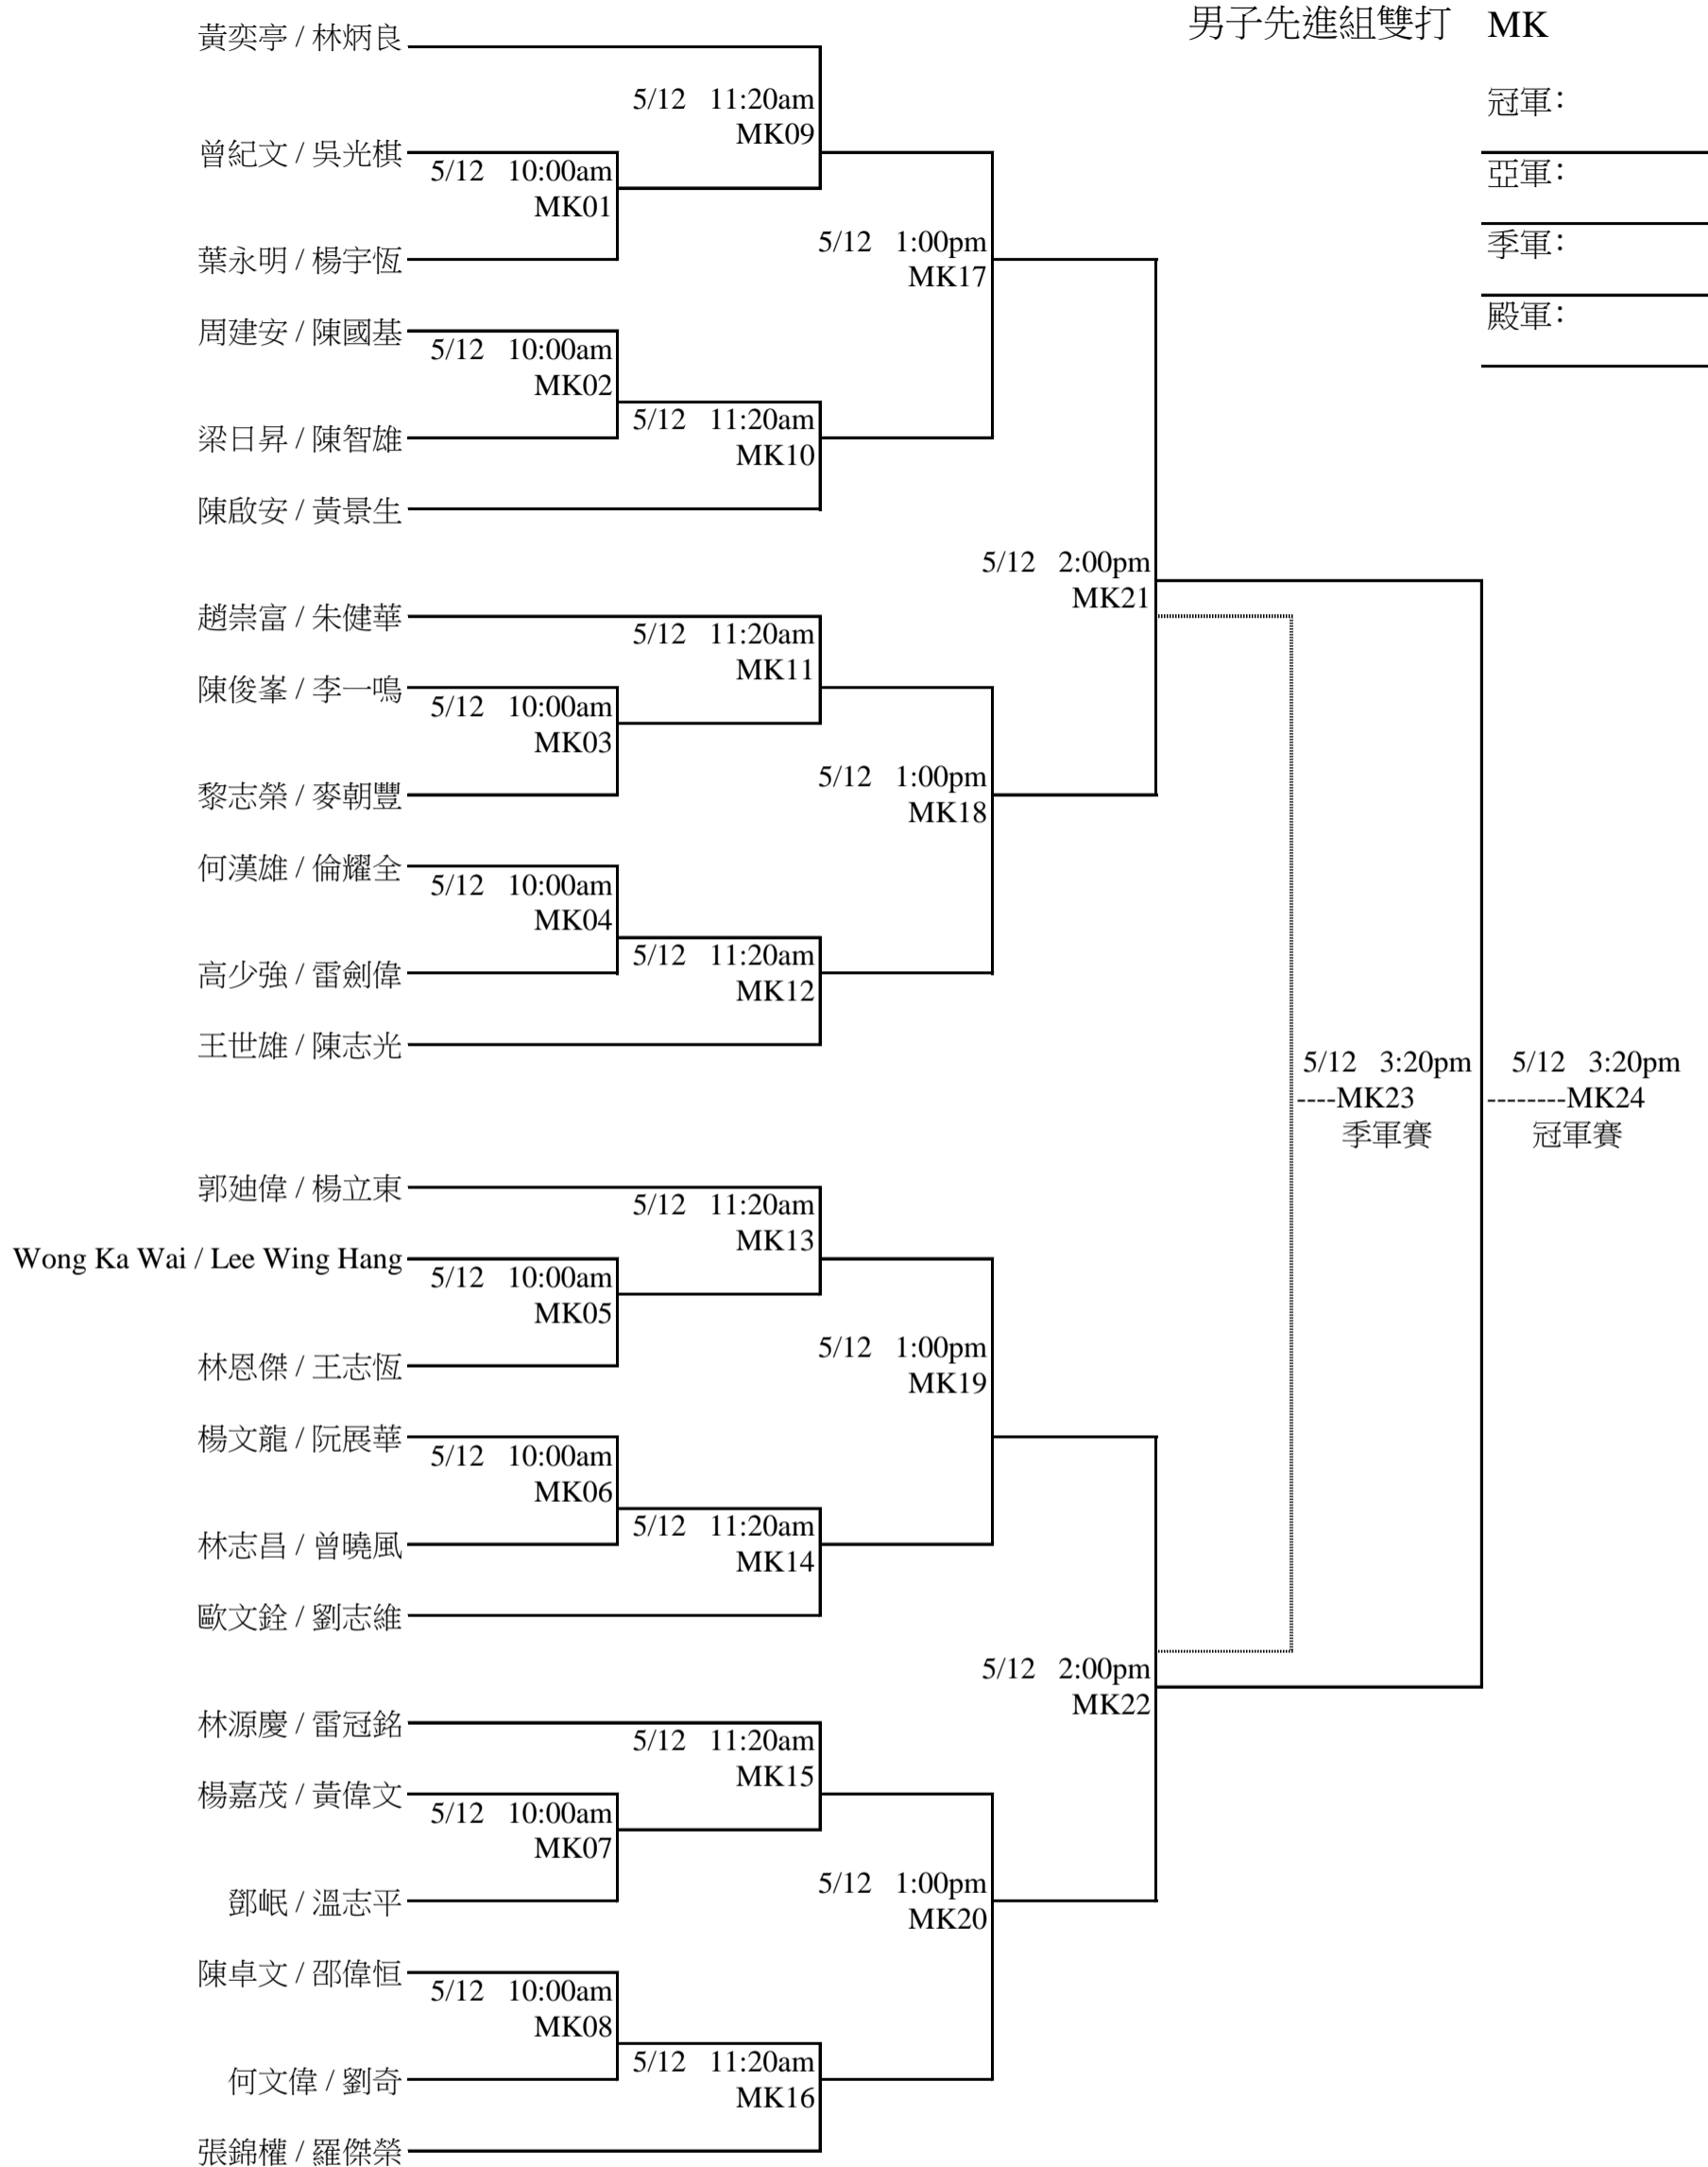 男子先進組雙打 MK
黃奕亭 / 林炳良
冠軍:
5/12 11:20am
MK09
曾紀文 / 吳光棋
5/12 10:00am
MK01
亞軍:
葉永明 / 楊宇恆
5/12 1:00pm
MK17
季軍:
周建安 / 陳國基
殿軍:
5/12 10:00am
MK02
梁日昇 / 陳智雄
5/12 11:20am
MK10
陳啟安 / 黃景生
5/12 2:00pm
MK21
趙崇富 / 朱健華
5/12 11:20am
MK11
陳俊峯 / 李一鳴
5/12 10:00am
MK03
黎志榮 / 麥朝豐
5/12 1:00pm
MK18
何漢雄 / 倫耀全
5/12 10:00am
MK04
高少強 / 雷劍偉
5/12 11:20am
MK12
王世雄 / 陳志光
5/12 3:20pm
----MK23
季軍賽
5/12 3:20pm
--------MK24
冠軍賽
郭廸偉 / 楊立東
5/12 11:20am
MK13
Wong Ka Wai / Lee Wing Hang
5/12 10:00am
MK05
林恩傑 / 王志恆
5/12 1:00pm
MK19
楊文龍 / 阮展華
5/12 10:00am
MK06
林志昌 / 曾曉風
5/12 11:20am
MK14
歐文銓 / 劉志維
5/12 2:00pm
MK22
林源慶 / 雷冠銘
5/12 11:20am
MK15
楊嘉茂 / 黃偉文
5/12 10:00am
MK07
鄧岷 / 溫志平
5/12 1:00pm
MK20
陳卓文 / 邵偉恒
5/12 10:00am
MK08
何文偉 / 劉奇
5/12 11:20am
MK16
張錦權 / 羅傑榮